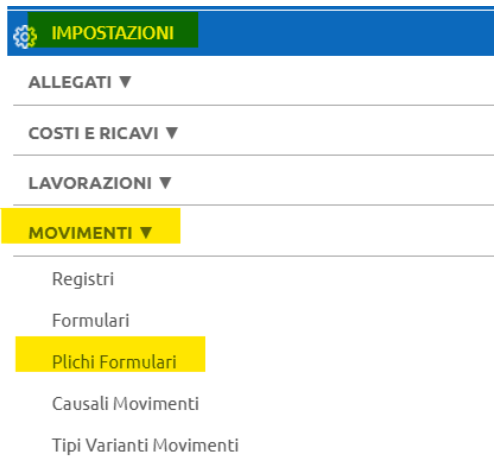 IMPOSTAZIONI
ALLEGATI ▼
COSTI E RICAVI ▼
LAVORAZIONI ▼
MOVIMENTI ▼
Registri
Formulari
Plichi Formulari
Causali Movimenti
Tipi Varianti Movimenti